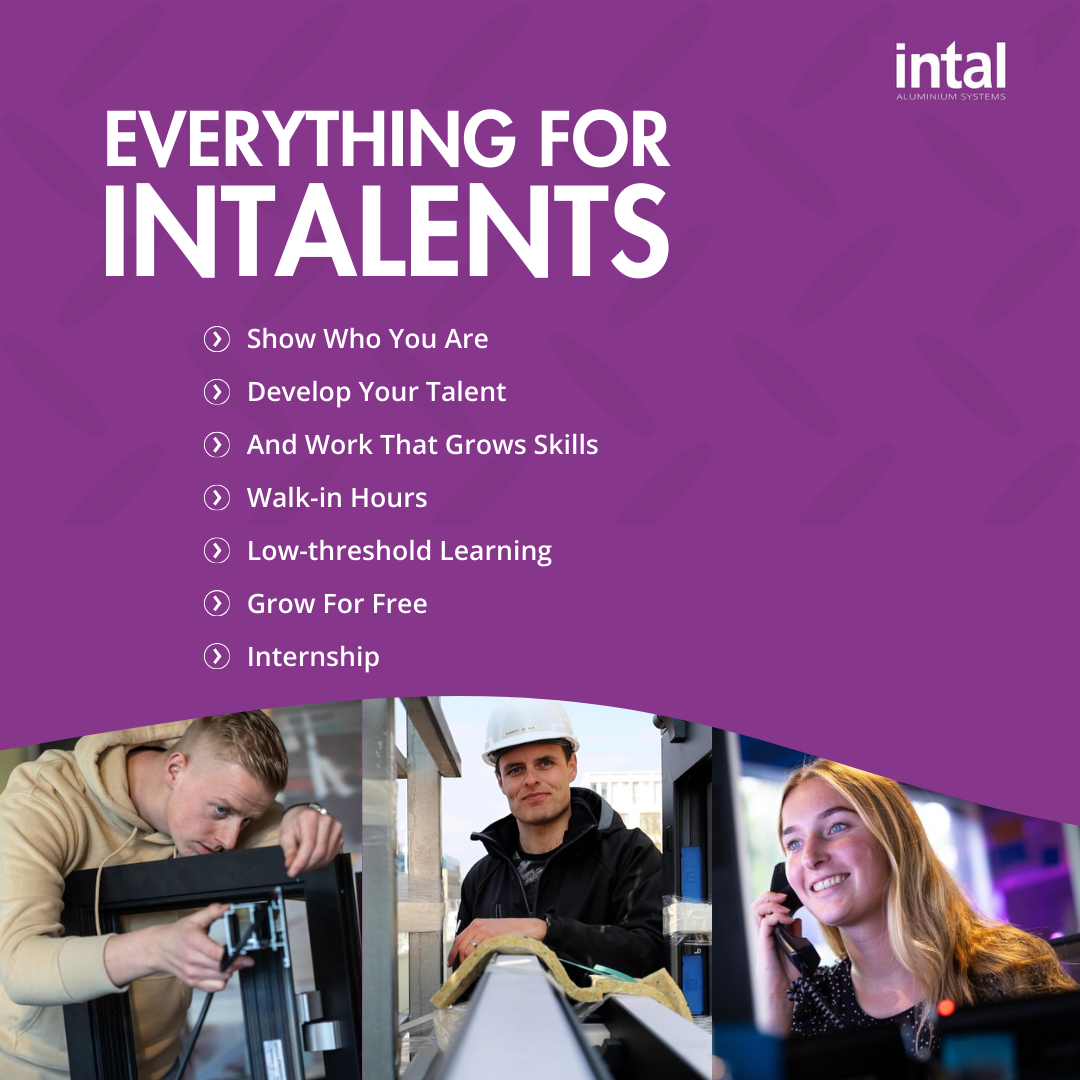 intal
ALUMINIUM SYSTEMS
EVERYTHING FOR
INTALENTS
Show Who You Are
Develop Your Talent
And Work That Grows Skills
Walk-in Hours
Low-threshold Learning
Grow For Free
Internship